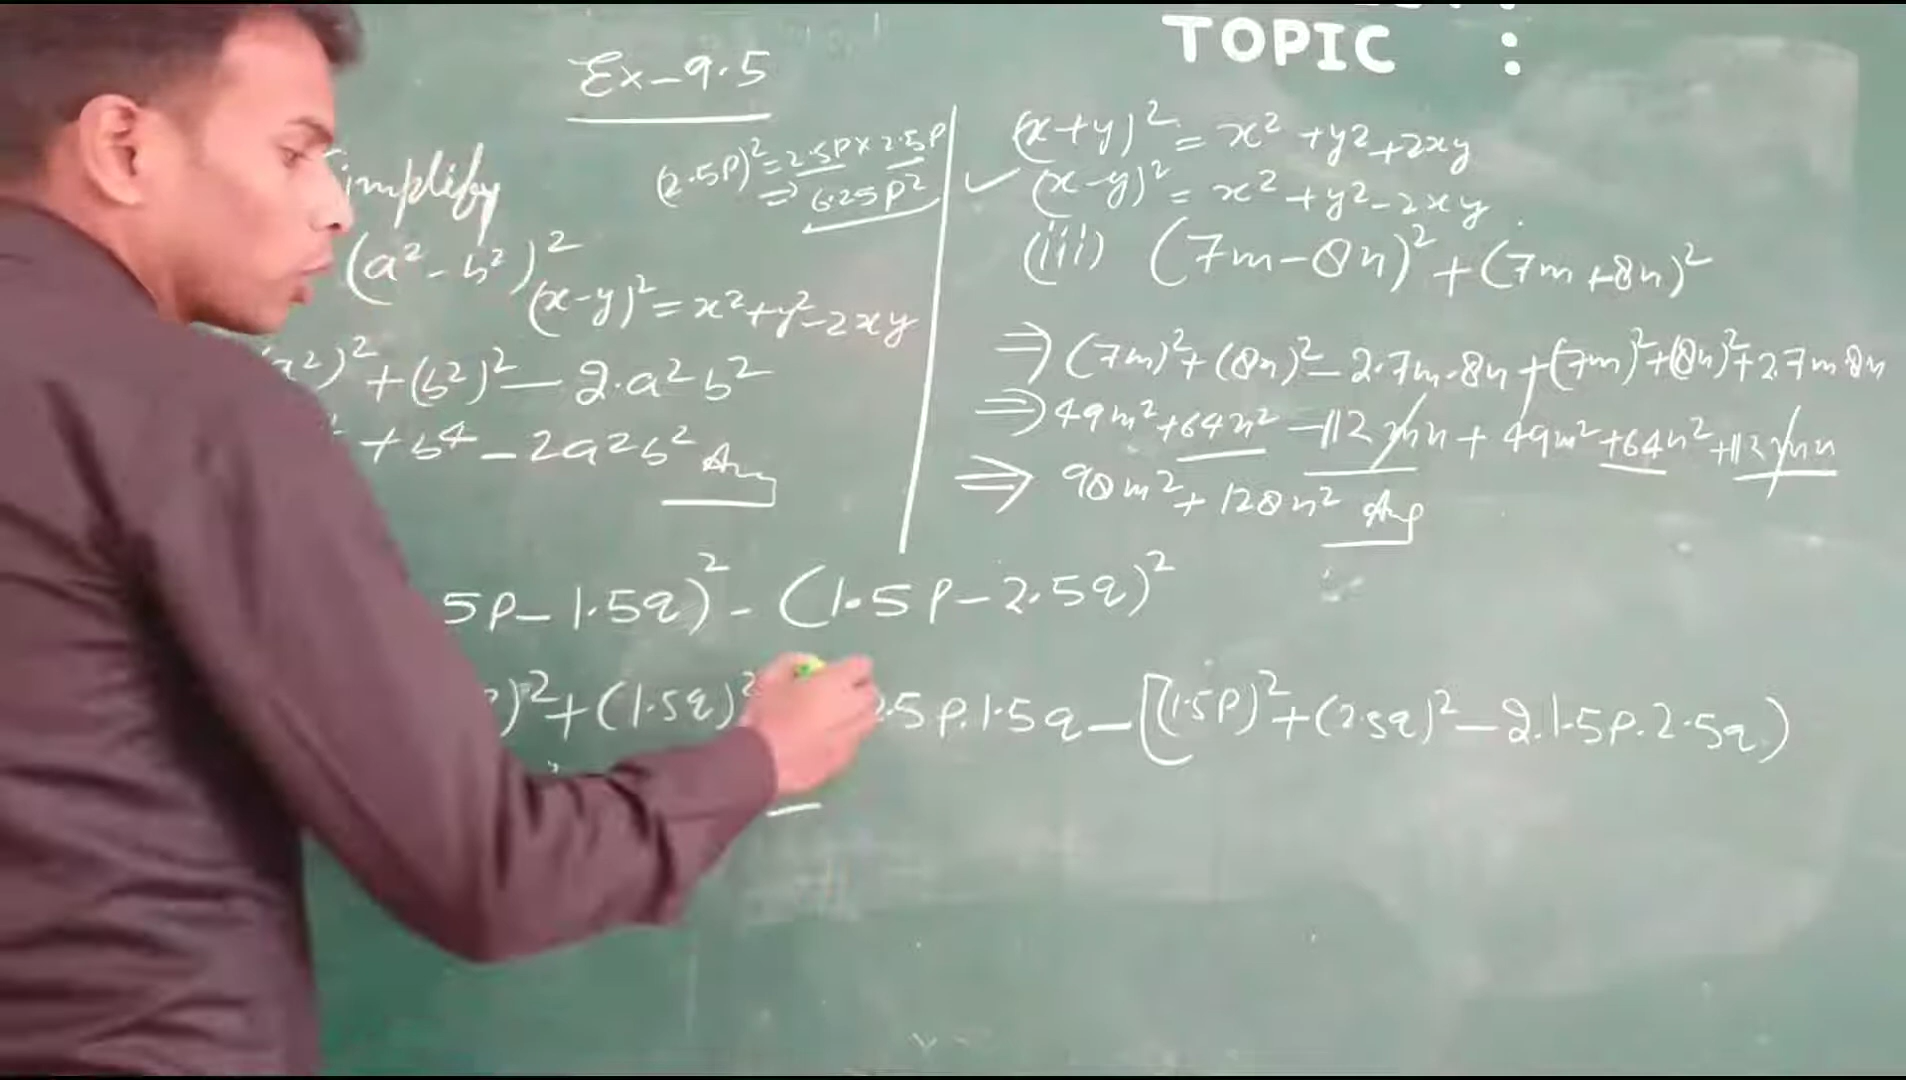 TOPIC :
Ex-9.5
implify
(2.5P)² = 2.5P × 2.5P
⇒ 6.25P²
(a² - b²)²
(x-y)² = x²+y²-2xy
a²)² + (b²)² - 2.a²b²
+ b⁴ - 2a²b² Ans
(x+y)² = x² + y² + 2xy
✓ (x-y)² = x² + y² - 2xy.
(iii) (7m-8n)² + (7m+8n)²
⇒ (7m)² + (8n)² - 2.7m.8n + (7m)² + (8n)² + 2.7m.8n
⇒ 49m² + 64n² - 112mn + 49m² + 64n² + 112mn
⇒ 98m² + 128n² Ans
5P - 1.5q)² - (1.5P - 2.5q)²
)² + (1.5q)² 2.5P.1.5q - [(1.5P)² + (2.5q)² - 2.1.5P.2.5q)